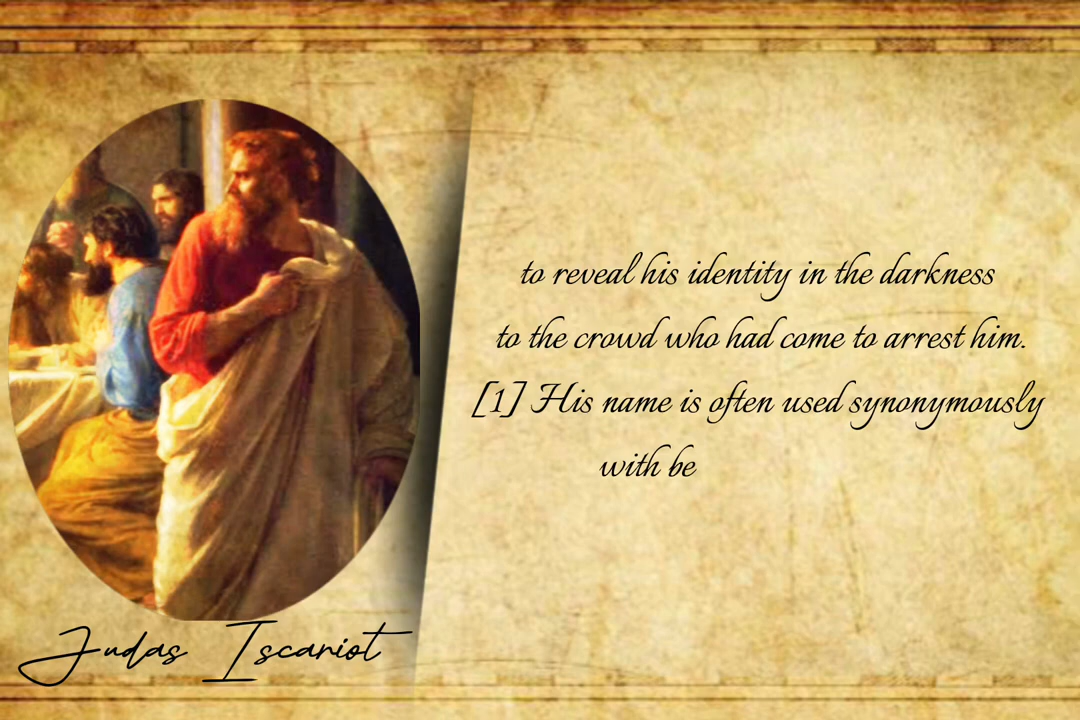 to reveal his identity in the darkness
to the crowd who had come to arrest him.
[1] His name is often used synonymously
with be
Judas Iscariot